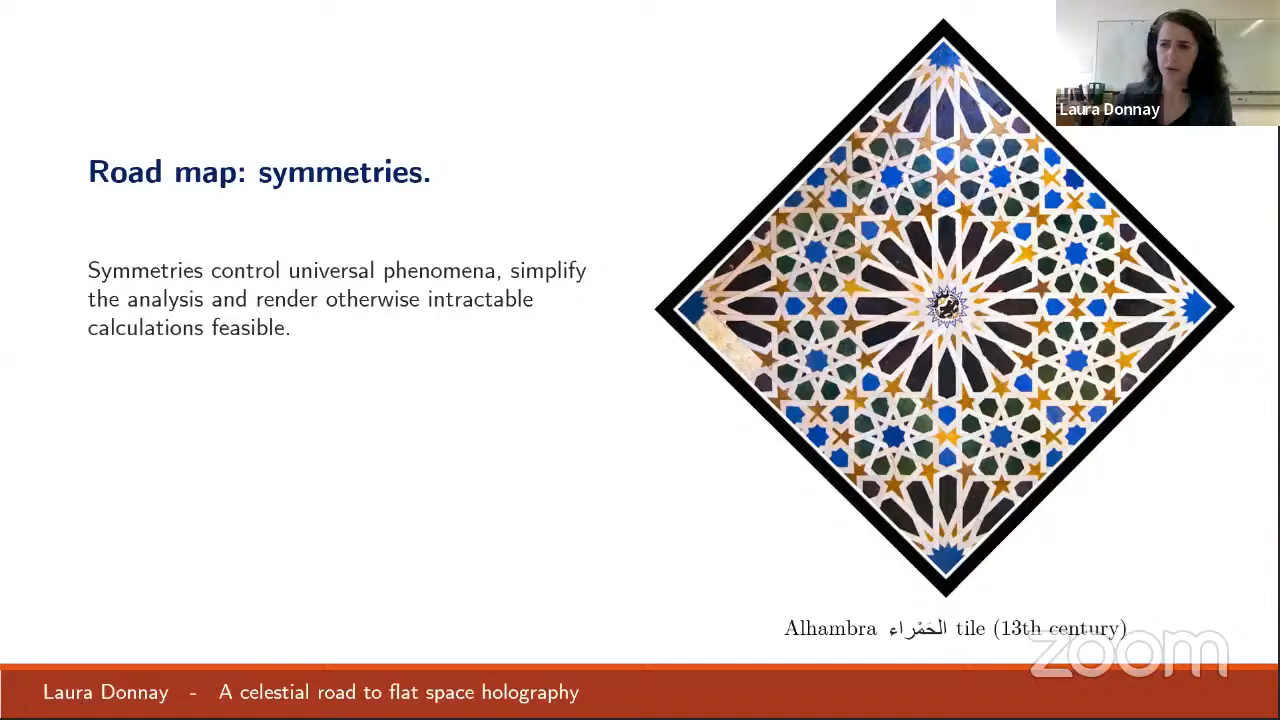 Laura Donnay
Road map: symmetries.
Symmetries control universal phenomena, simplify
the analysis and render otherwise intractable
calculations feasible.
Alhambra الحَمْراء tile (13th century)
zoom
Laura Donnay - A celestial road to flat space holography